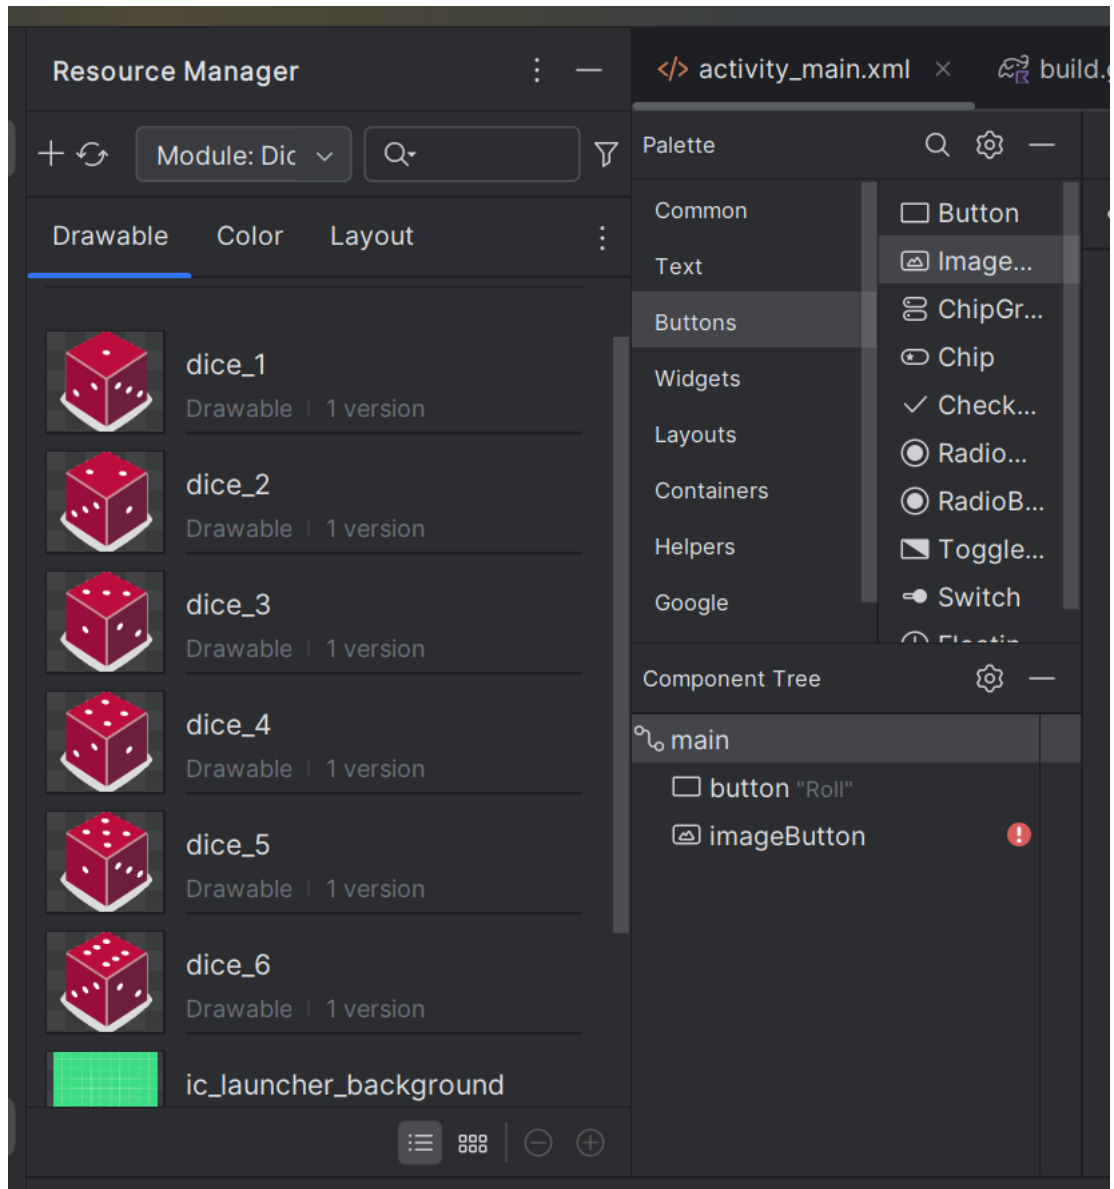 Resource Manager
Module: Dic
Drawable Color Layout
dice_1
Drawable 1 version
dice_2
Drawable 1 version
dice_3
Drawable 1 version
dice_4
Drawable 1 version
dice_5
Drawable 1 version
dice_6
Drawable 1 version
ic_launcher_background
activity_main.xml
build.g
Palette
Common
Text
Buttons
Widgets
Layouts
Containers
Helpers
Google
Button
Image...
ChipGr...
Chip
Check...
Radio...
RadioB...
Toggle...
Switch
Component Tree
main
button "Roll"
imageButton